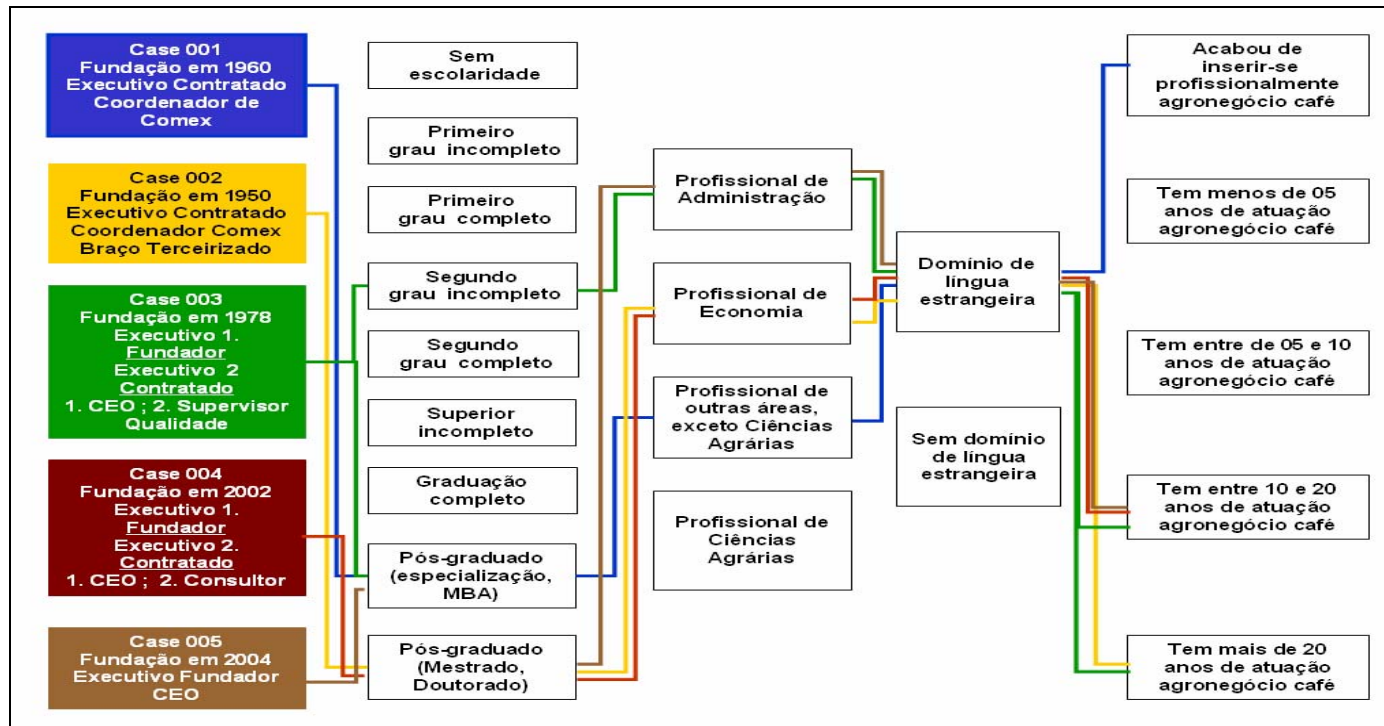 Case 001
Fundação em 1960
Executivo Contratado
Coordenador de
Comex
Case 002
Fundação em 1950
Executivo Contratado
Coordenador Comex
Braço Terceirizado
Case 003
Fundação em 1978
Executivo 1.
Fundador
Executivo 2
Contratado
1. CEO ; 2. Supervisor
Qualidade
Case 004
Fundação em 2002
Executivo 1.
Fundador
Executivo 2.
Contratado
1. CEO ; 2. Consultor
Case 005
Fundação em 2004
Executivo Fundador
CEO
Sem
escolaridade
Primeiro
grau incompleto
Primeiro
grau completo
Segundo
grau incompleto
Segundo
grau completo
Superior
incompleto
Graduação
completo
Pós-graduado
(especialização,
MBA)
Pós-graduado
(Mestrado,
Doutorado)
Profissional de
Administração
Profissional de
Economia
Profissional de
outras áreas,
exceto Ciências
Agrárias
Profissional de
Ciências
Agrárias
Domínio de
língua
estrangeira
Sem domínio
de língua
estrangeira
Acabou de
inserir-se
profissionalmente
agronegócio café
Tem menos de 05
anos de atuação
agronegócio café
Tem entre de 05 e 10
anos de atuação
agronegócio café
Tem entre 10 e 20
anos de atuação
agronegócio café
Tem mais de 20
anos de atuação
agronegócio café